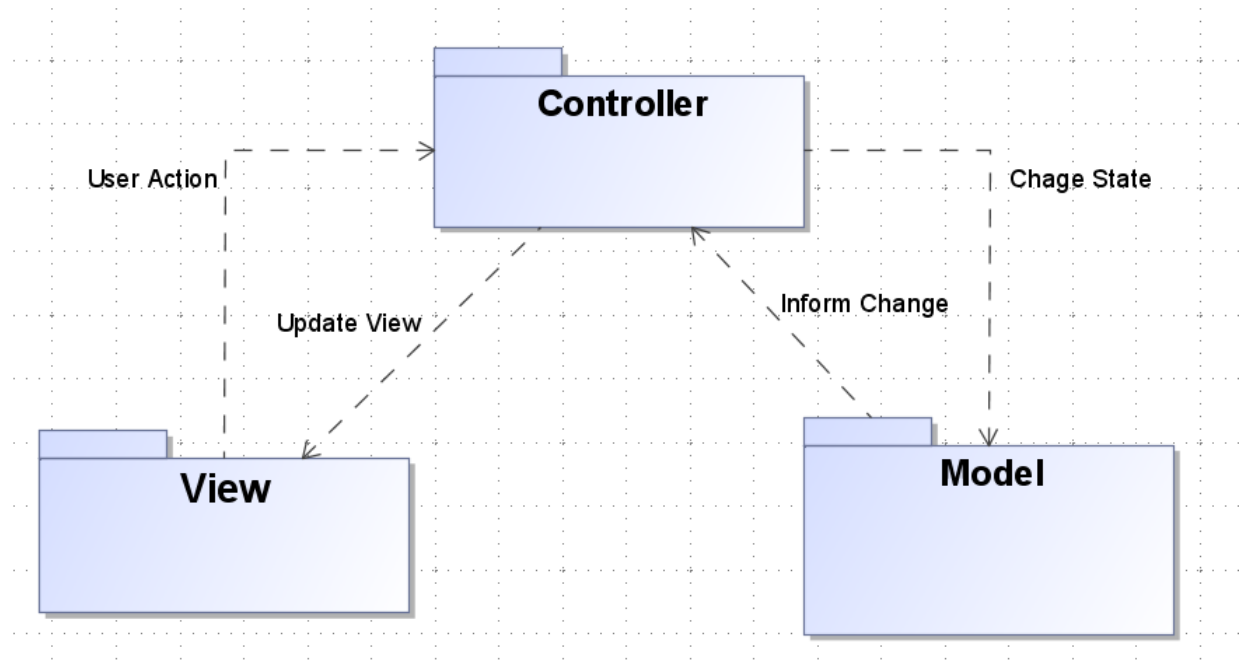 Controller
User Action
Chage State
Inform Change
Update View
View
Model